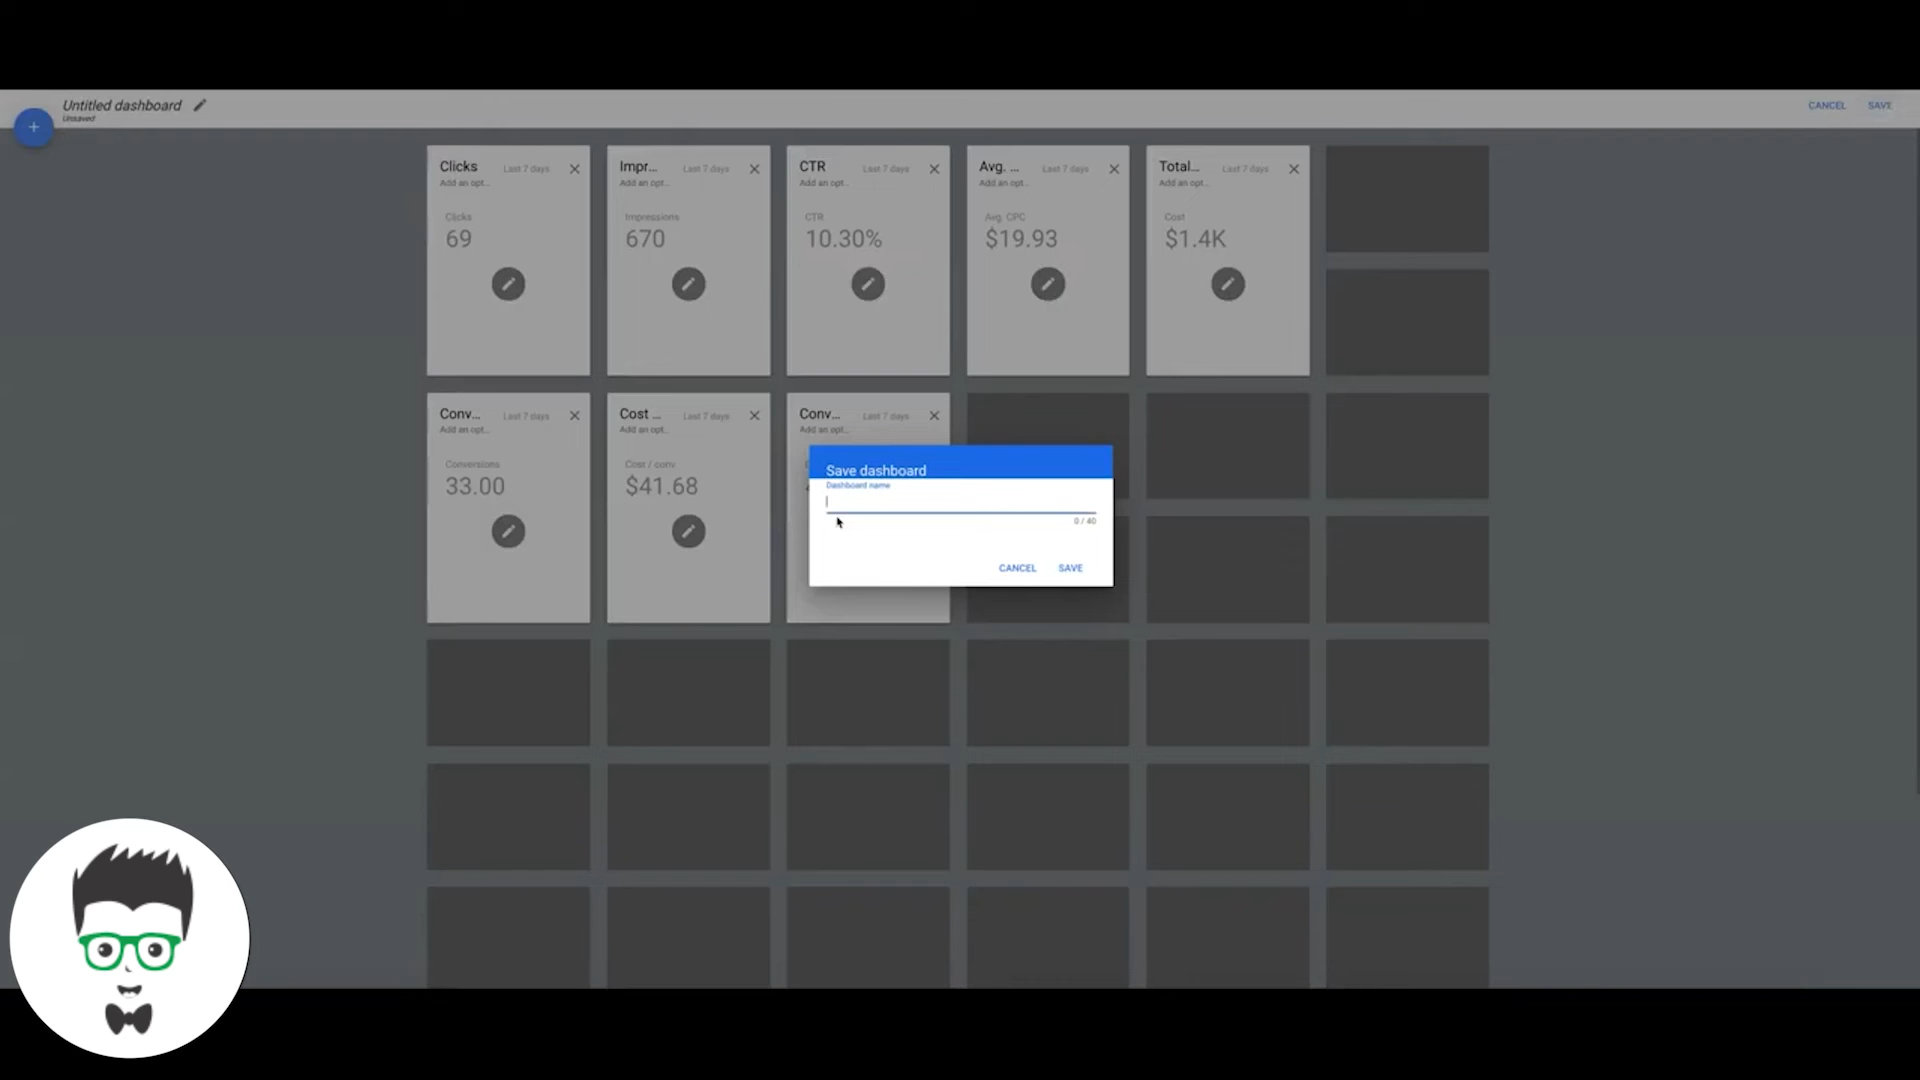 Untitled dashboard
Unsaved
CANCEL SAVE
+
Clicks Last 7 days
Add an opt...
Clicks
69
Impr... Last 7 days
Add an opt...
Impressions
670
CTR Last 7 days
Add an opt...
CTR
10.30%
Avg. ... Last 7 days
Add an opt...
Avg. CPC
$19.93
Total... Last 7 days
Add an opt...
Cost
$1.4K
Conv... Last 7 days
Add an opt...
Conversions
33.00
Cost ... Last 7 days
Add an opt...
Cost / conv
$41.68
Conv... Last 7 days
Add an opt...
Save dashboard
Dashboard name
0 / 40
CANCEL SAVE